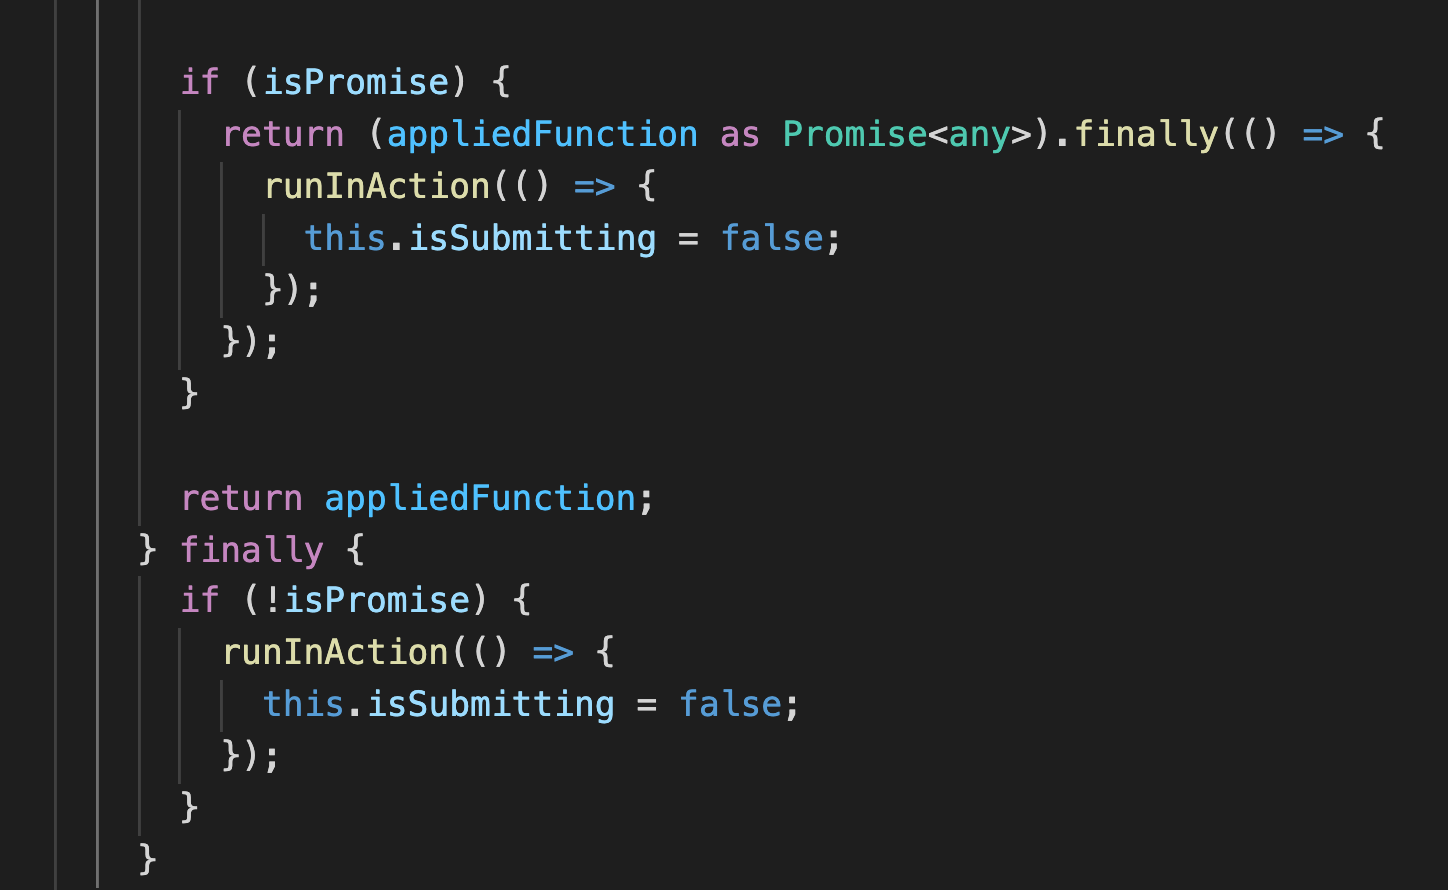 if (isPromise) {
return (appliedFunction as Promise<any>).finally(() => {
runInAction(() => {
this.isSubmitting = false;
});
});
}
return appliedFunction;
} finally {
if (!isPromise) {
runInAction(() => {
this.isSubmitting = false;
});
}
}